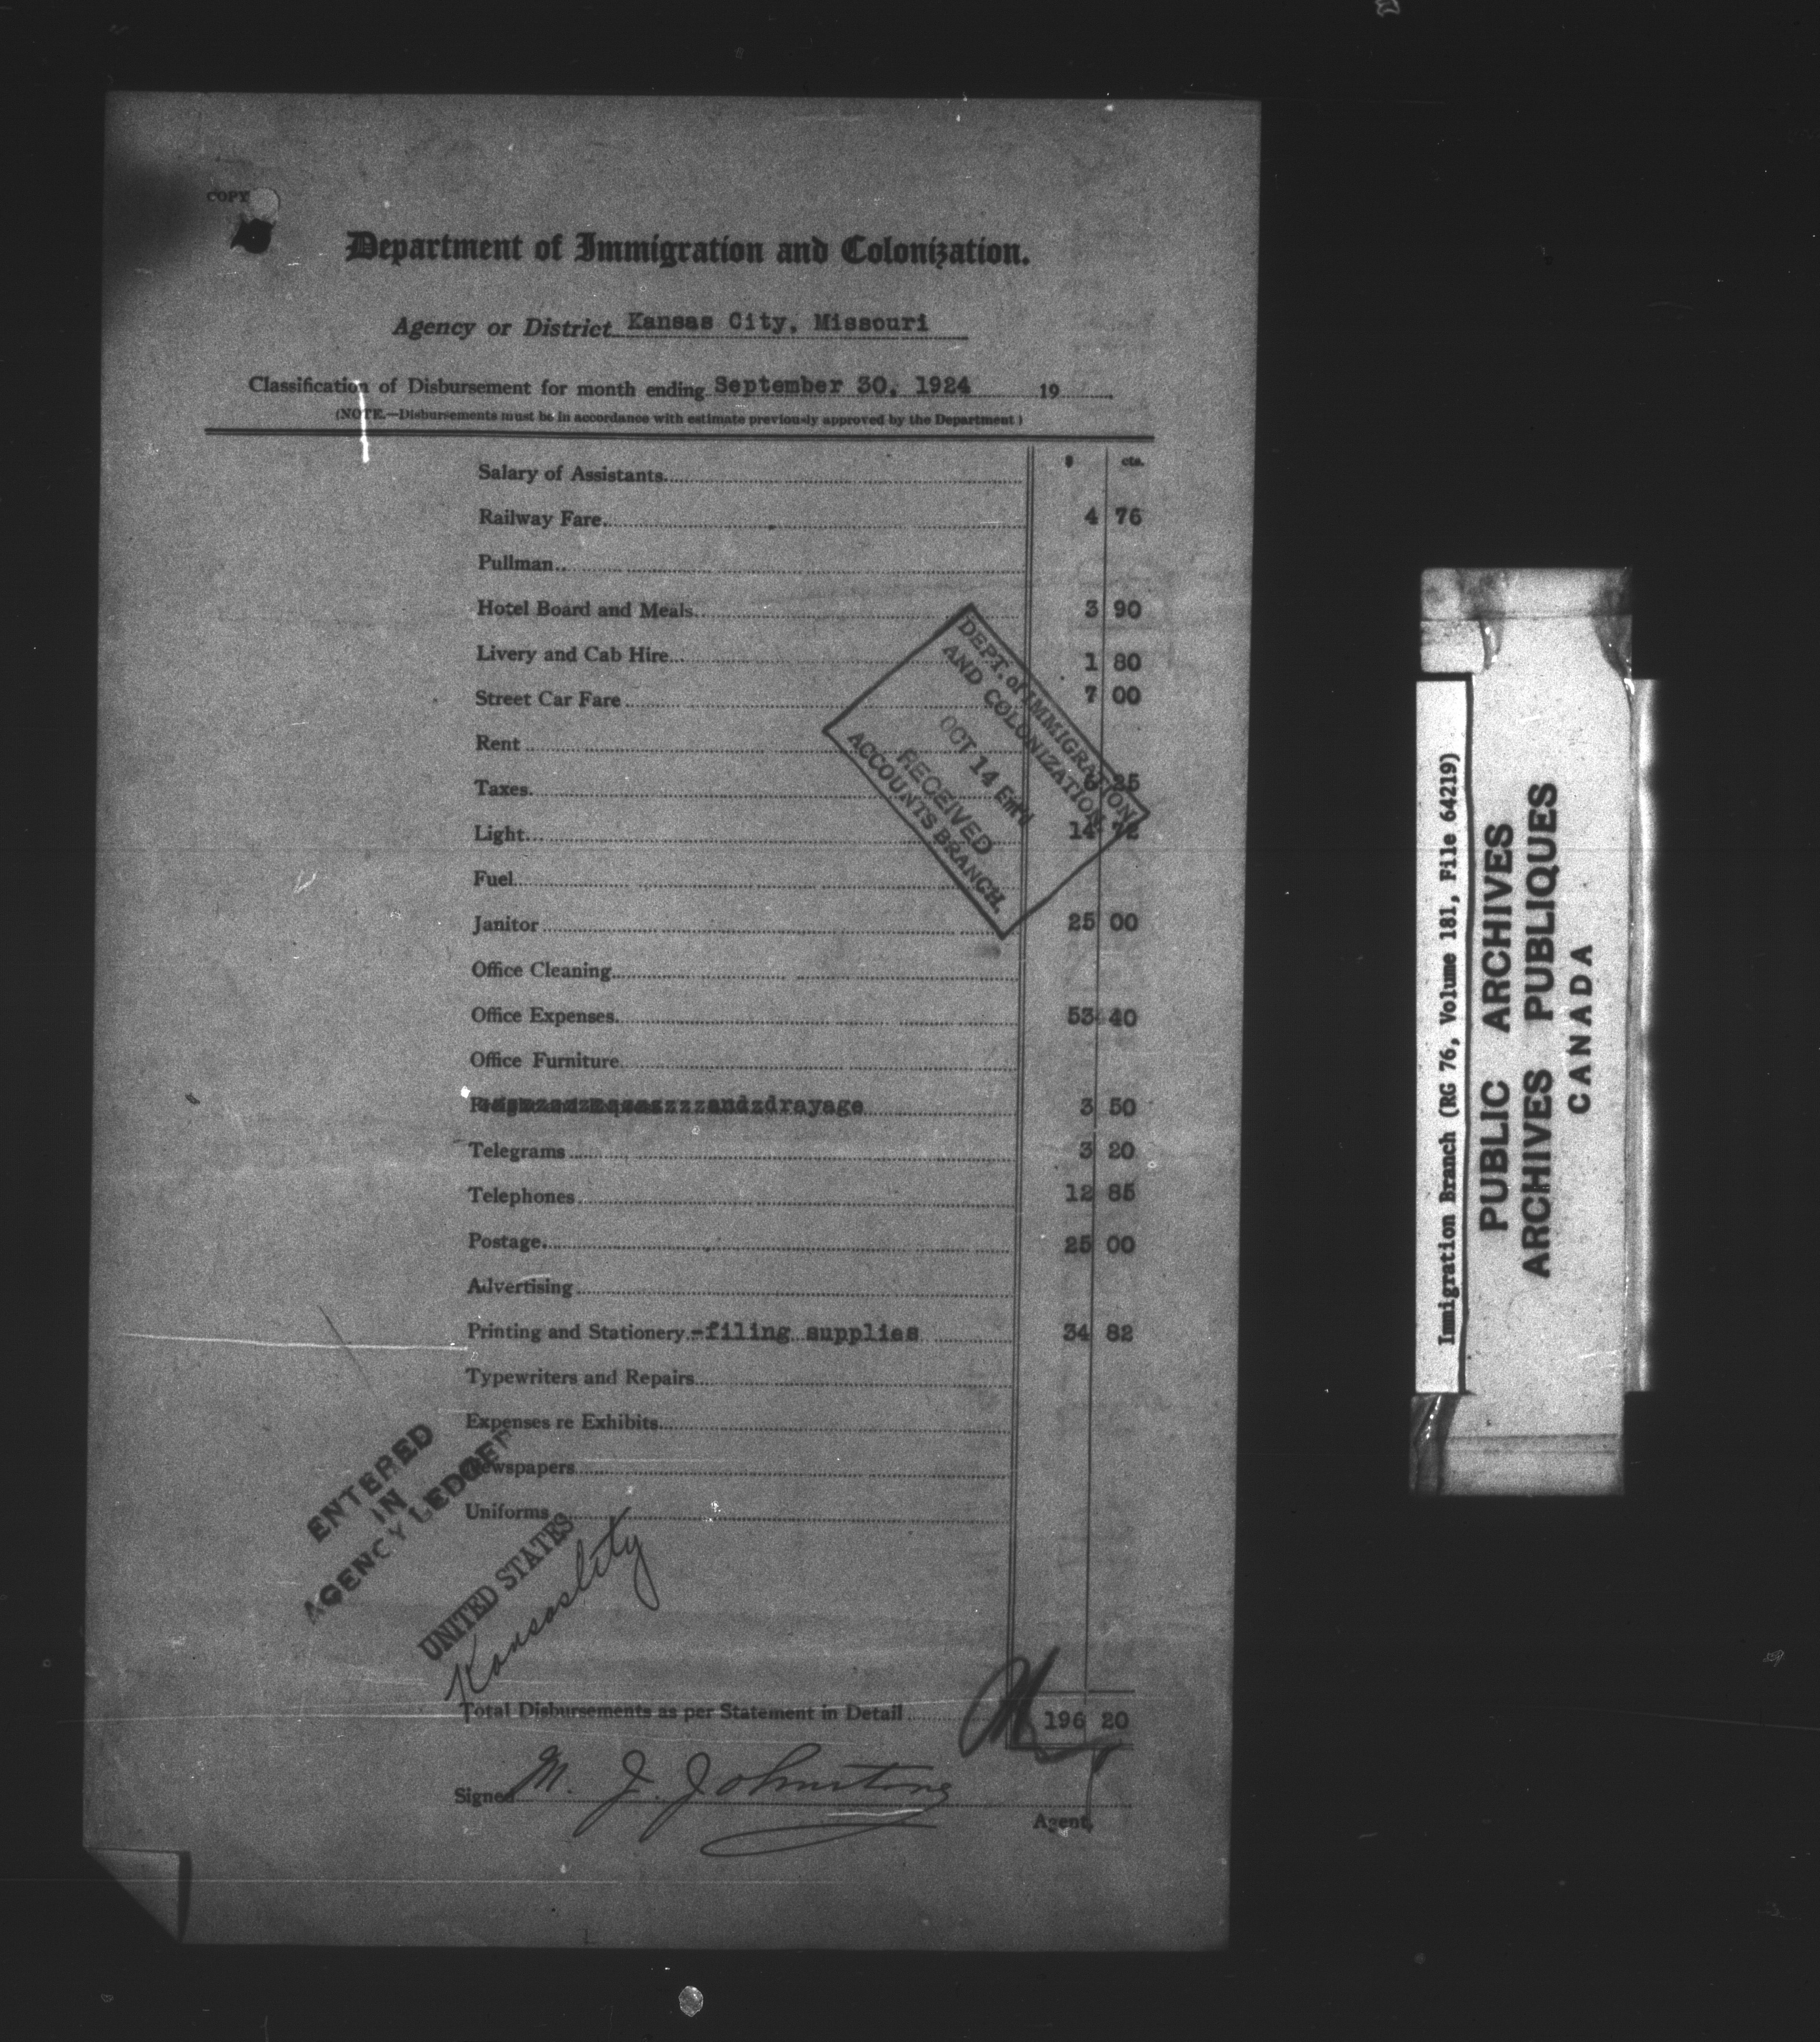 COPY
Department of Immigration and Colonization.
Agency or District Kansas City, Missouri
Classification of Disbursement for month ending September 30, 1924 19
(NOTE.—Disbursements must be in accordance with estimate previously approved by the Department)
$ cts.
Salary of Assistants
Railway Fare 4 76
Pullman
Hotel Board and Meals 3 90
Livery and Cab Hire 1 80
Street Car Fare 7 00
Rent
Taxes 6 25
Light 14 72
Fuel
Janitor 25 00
Office Cleaning
Office Expenses 53 40
Office Furniture
drayage 3 50
Telegrams 3 20
Telephones 12 85
Postage 25 00
Advertising
Printing and Stationery -filing supplies 34 82
Typewriters and Repairs
Expenses re Exhibits
Newspapers
Uniforms
DEPT. of IMMIGRATION
AND COLONIZATION
OCT 14
RECEIVED
ACCOUNTS BRANCH.
ENTERED
IN
AGENCY LEDGER
UNITED STATES
Kansas City
Total Disbursements as per Statement in Detail 196 20
Signed M. J. Johnstone
Agent.
Immigration Branch (RG 76, Volume 181, File 64219)
PUBLIC ARCHIVES
ARCHIVES PUBLIQUES
CANADA